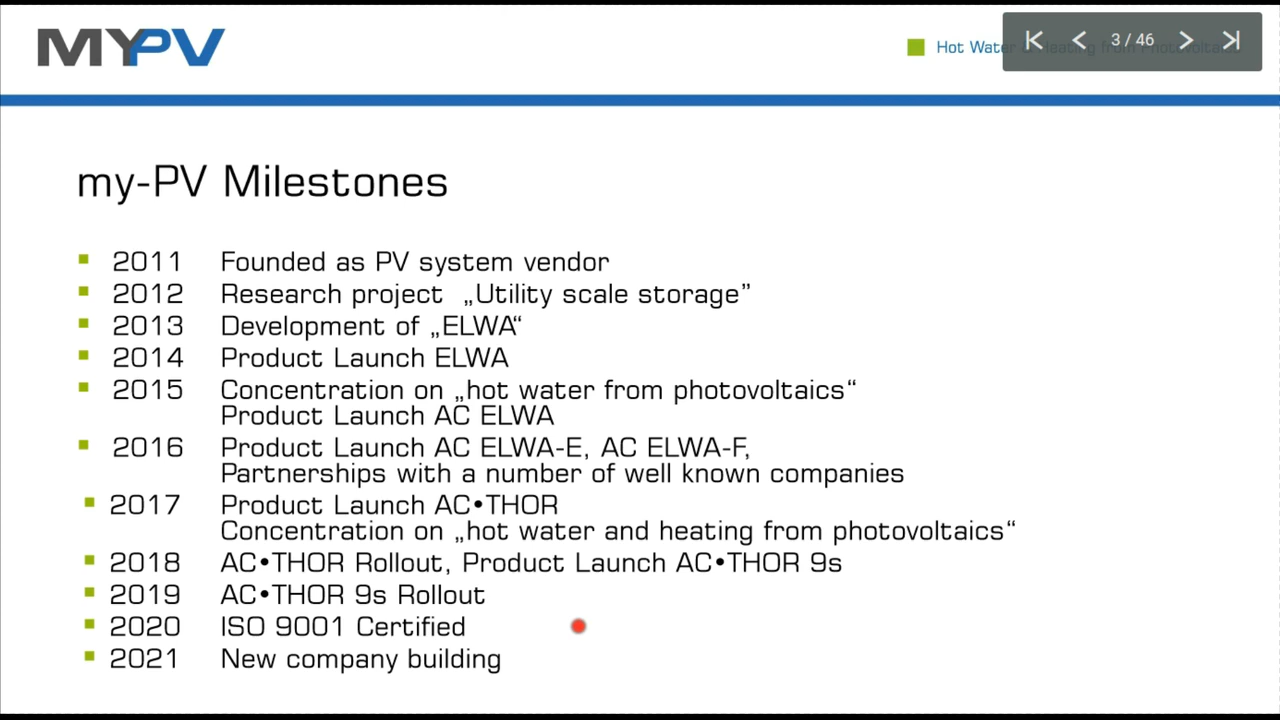 MYPV
Hot Water
3 / 46
my-PV Milestones
2011 Founded as PV system vendor
2012 Research project „Utility scale storage”
2013 Development of „ELWA“
2014 Product Launch ELWA
2015 Concentration on „hot water from photovoltaics“
Product Launch AC ELWA
2016 Product Launch AC ELWA-E, AC ELWA-F,
Partnerships with a number of well known companies
2017 Product Launch AC•THOR
Concentration on „hot water and heating from photovoltaics“
2018 AC•THOR Rollout, Product Launch AC•THOR 9s
2019 AC•THOR 9s Rollout
2020 ISO 9001 Certified
2021 New company building